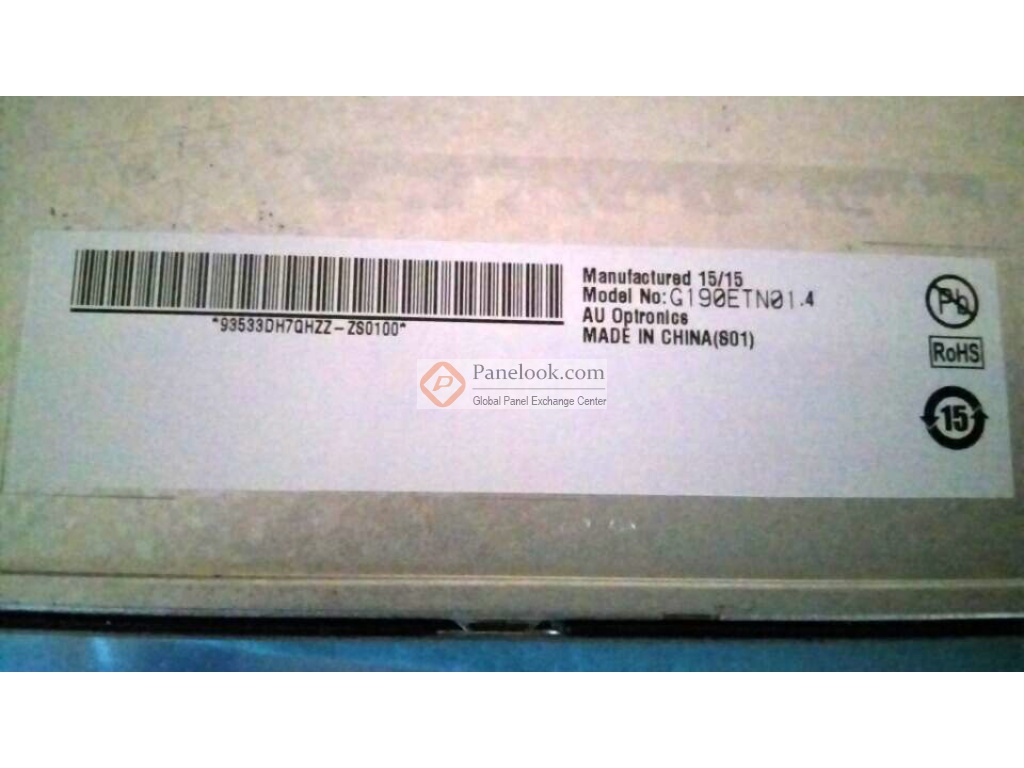 *93533DH7QHZZ-ZS0100*
Manufactured 15/15
Model No: G190ETN01.4
AU Optronics
MADE IN CHINA(S01)
Pb
RoHS
15
Panelook.com
Global Panel Exchange Center